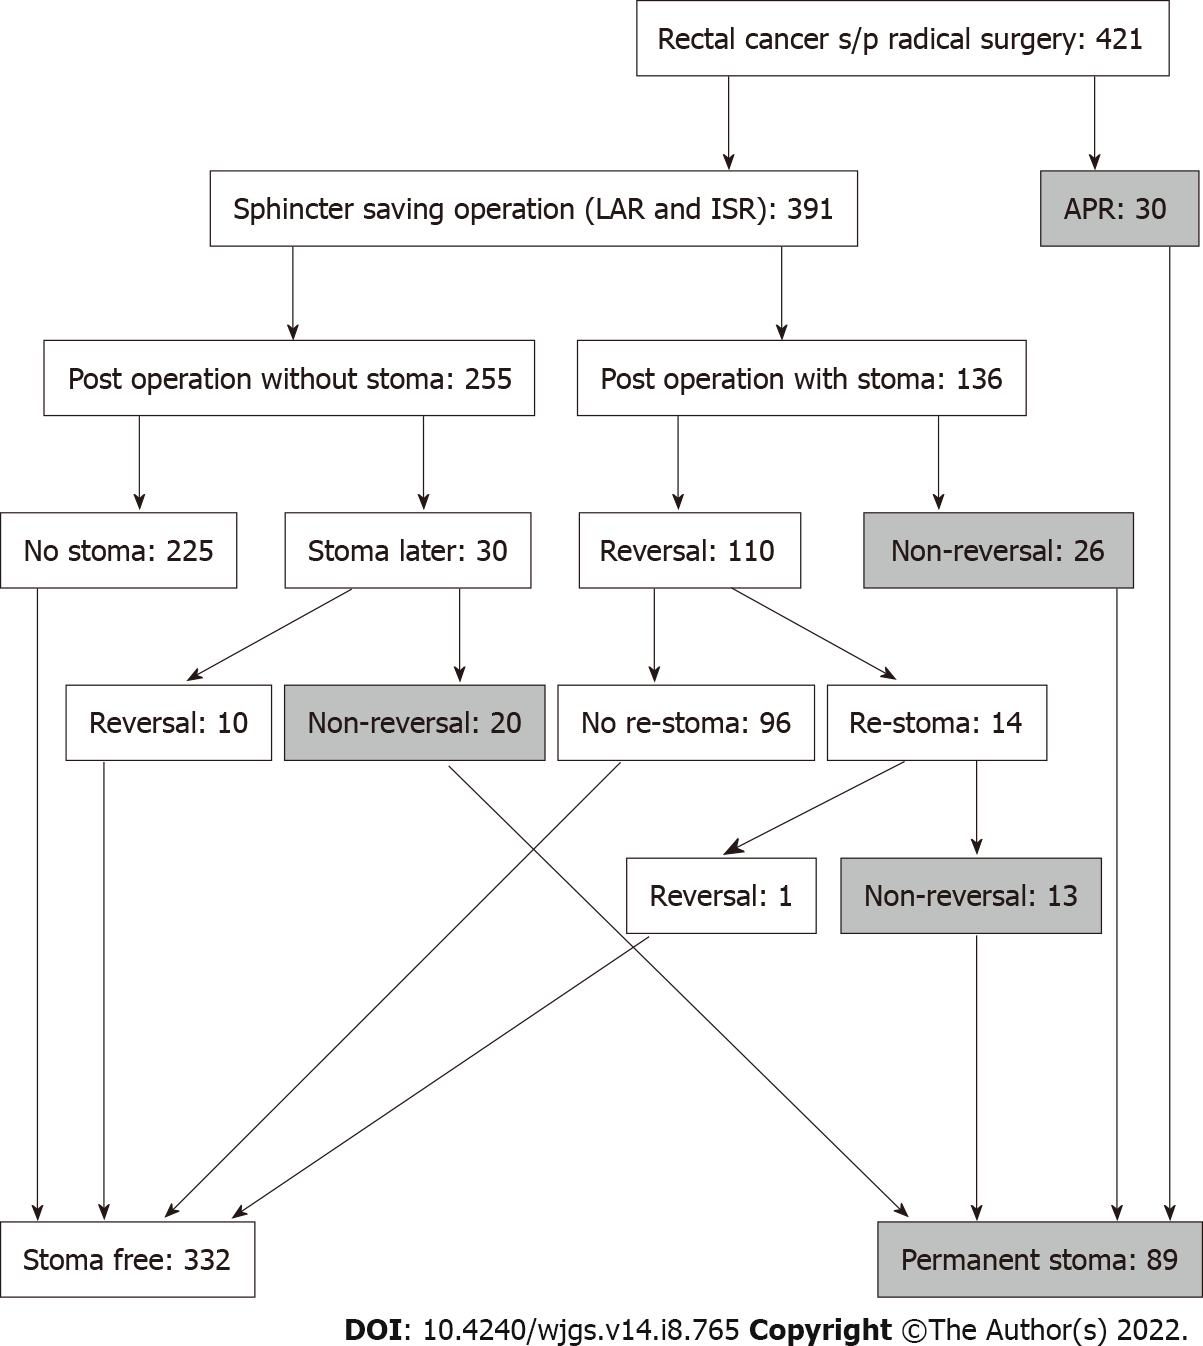 Rectal cancer s/p radical surgery: 421
Sphincter saving operation (LAR and ISR): 391
APR: 30
Post operation without stoma: 255
Post operation with stoma: 136
No stoma: 225
Stoma later: 30
Reversal: 110
Non-reversal: 26
Reversal: 10
Non-reversal: 20
No re-stoma: 96
Re-stoma: 14
Reversal: 1
Non-reversal: 13
Stoma free: 332
Permanent stoma: 89
DOI: 10.4240/wjgs.v14.i8.765 Copyright ©The Author(s) 2022.